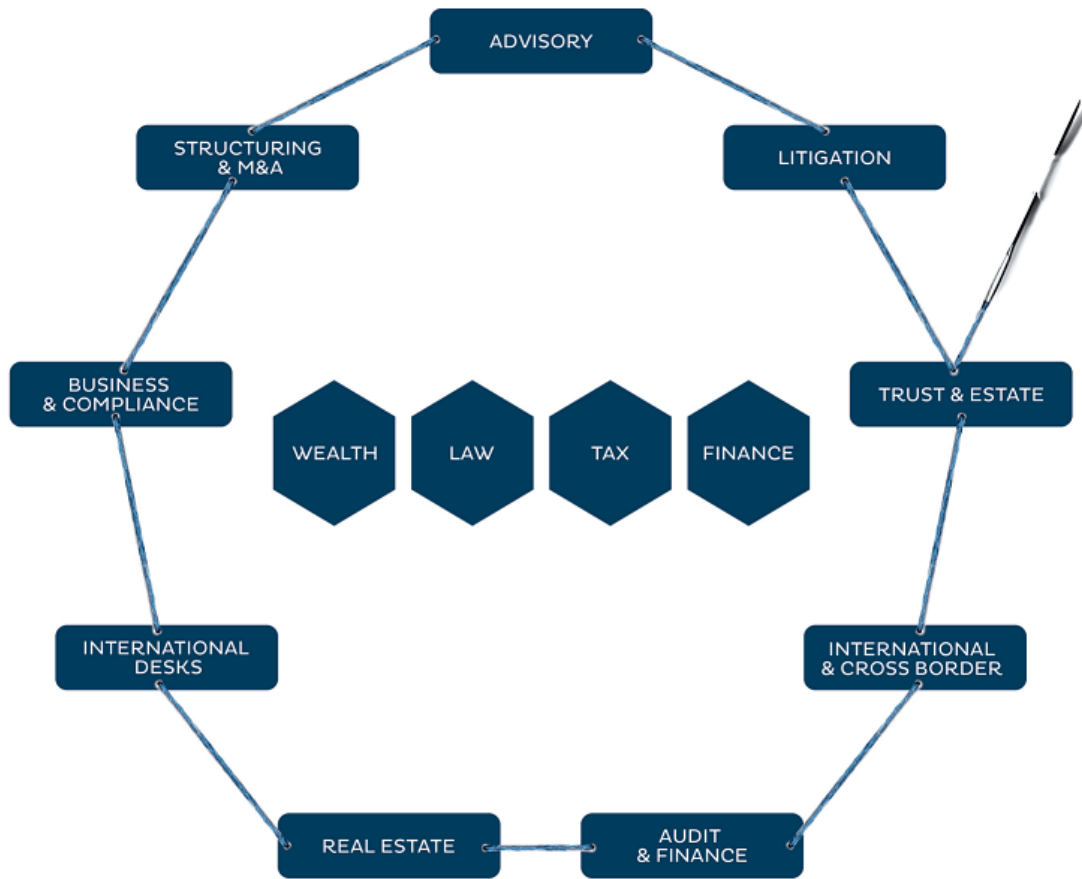 ADVISORY
STRUCTURING
& M&A
LITIGATION
BUSINESS
& COMPLIANCE
TRUST & ESTATE
WEALTH
LAW
TAX
FINANCE
INTERNATIONAL
DESKS
INTERNATIONAL
& CROSS BORDER
REAL ESTATE
AUDIT
& FINANCE